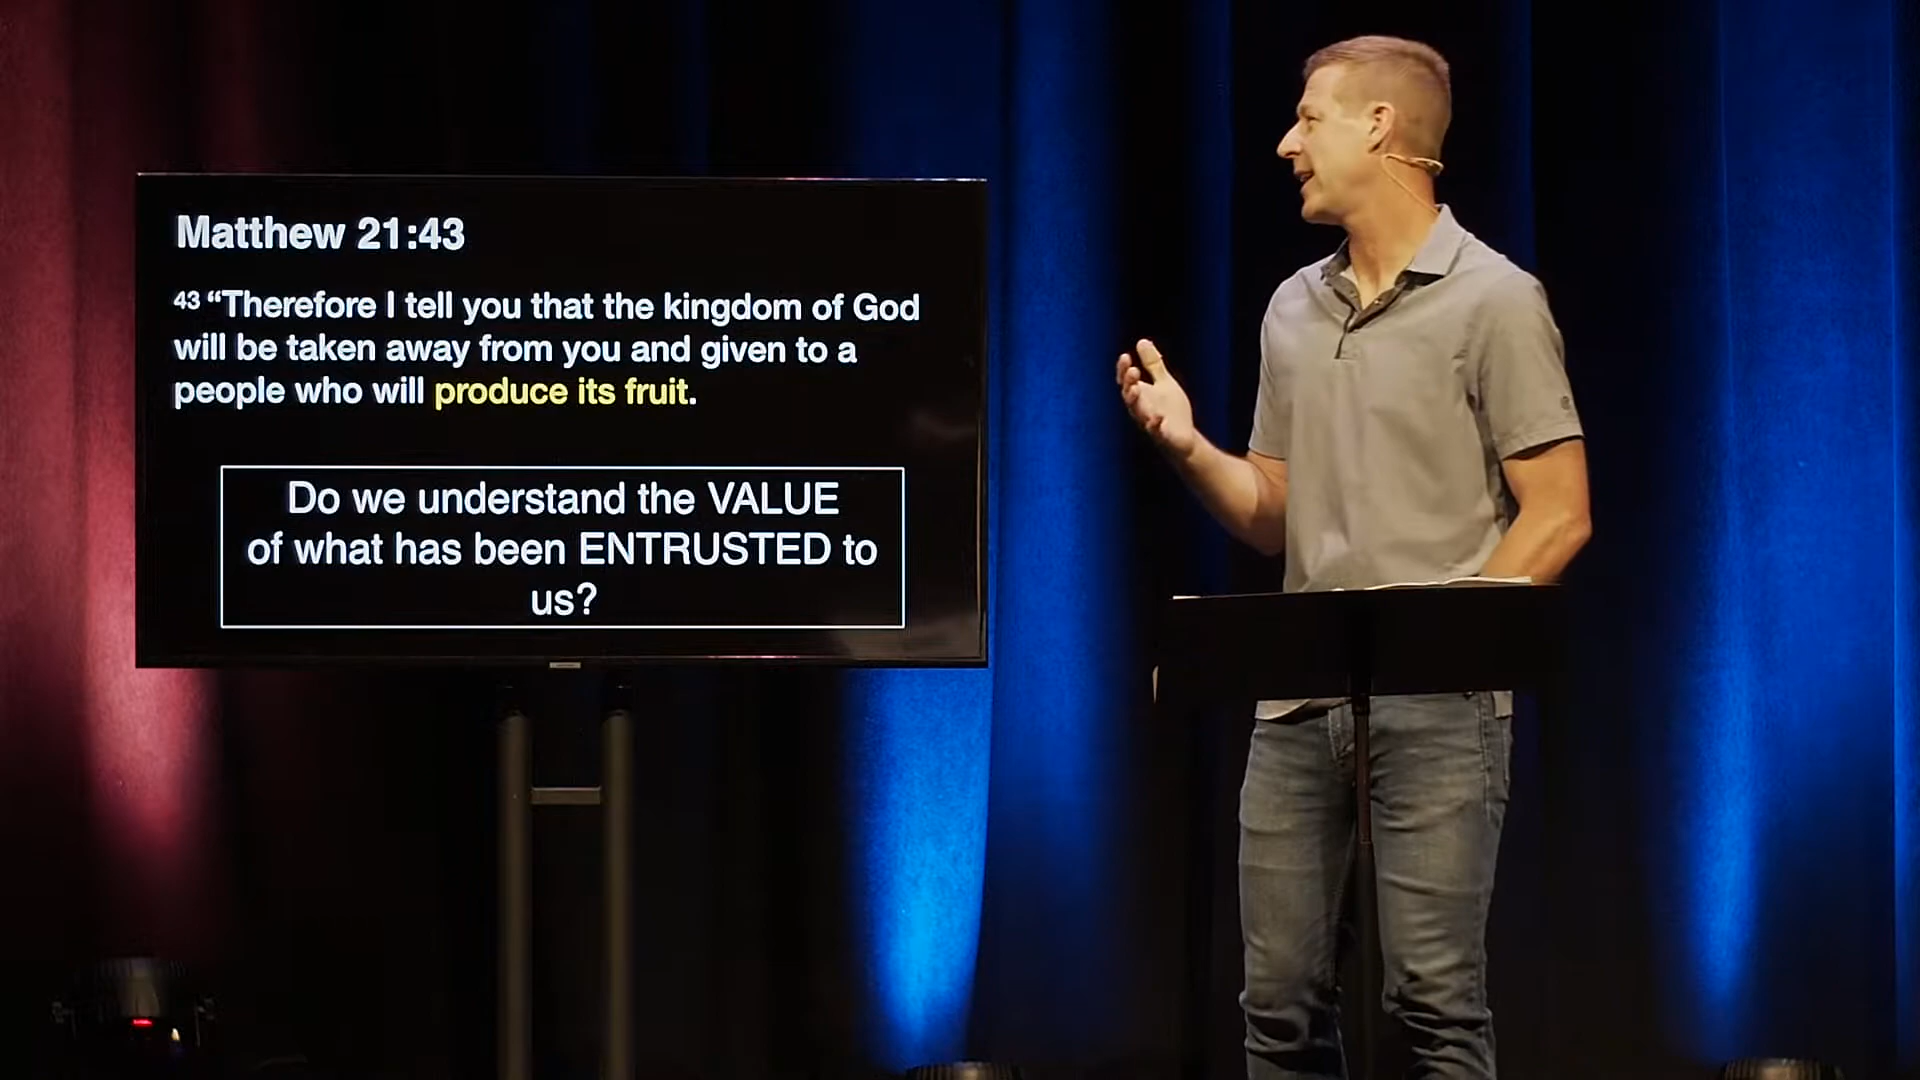 Matthew 21:43
43 “Therefore I tell you that the kingdom of God
will be taken away from you and given to a
people who will produce its fruit.
Do we understand the VALUE
of what has been ENTRUSTED to
us?